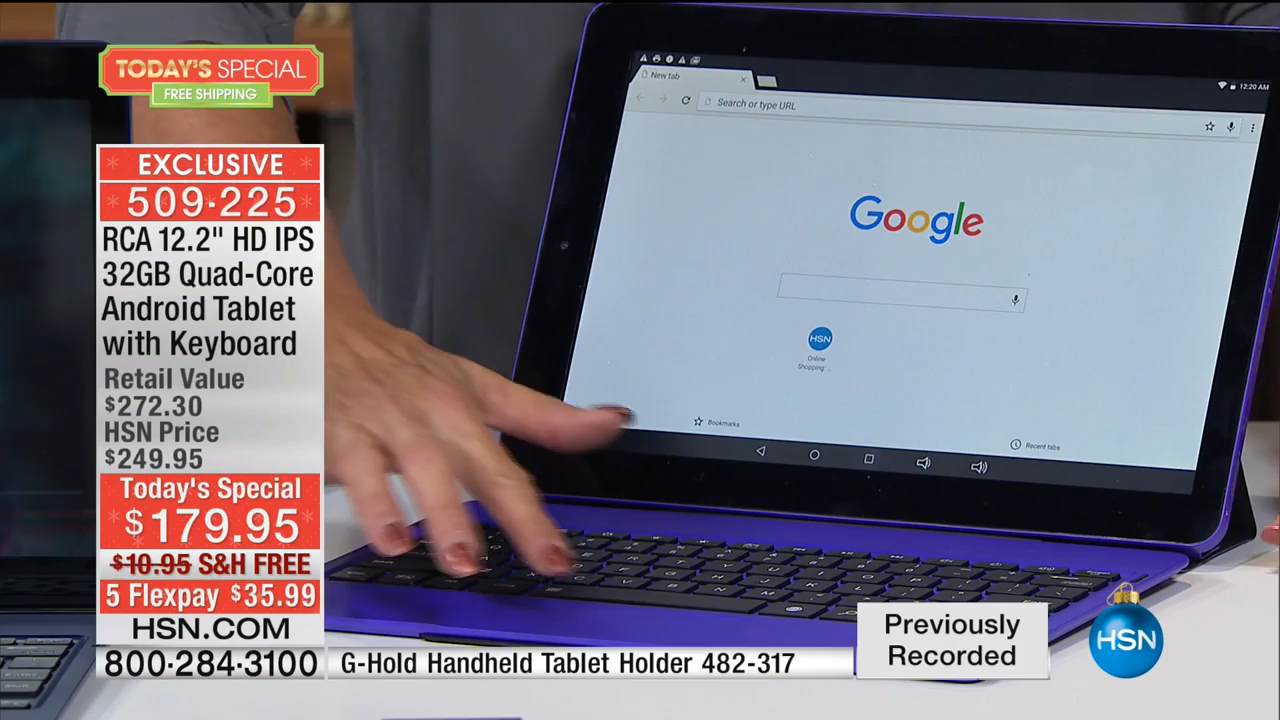 TODAY'S SPECIAL
FREE SHIPPING
EXCLUSIVE
509-225
RCA 12.2" HD IPS
32GB Quad-Core
Android Tablet
with Keyboard
Retail Value
$272.30
HSN Price
$249.95
Today's Special
$179.95
$10.95 S&H FREE
5 Flexpay $35.99
HSN.COM
800-284-3100
G-Hold Handheld Tablet Holder 482-317
Previously
Recorded
HSN
New tab
12:20 AM
Search or type URL
Google
HSN
Online
Shopping: ...
Bookmarks
Recent tabs